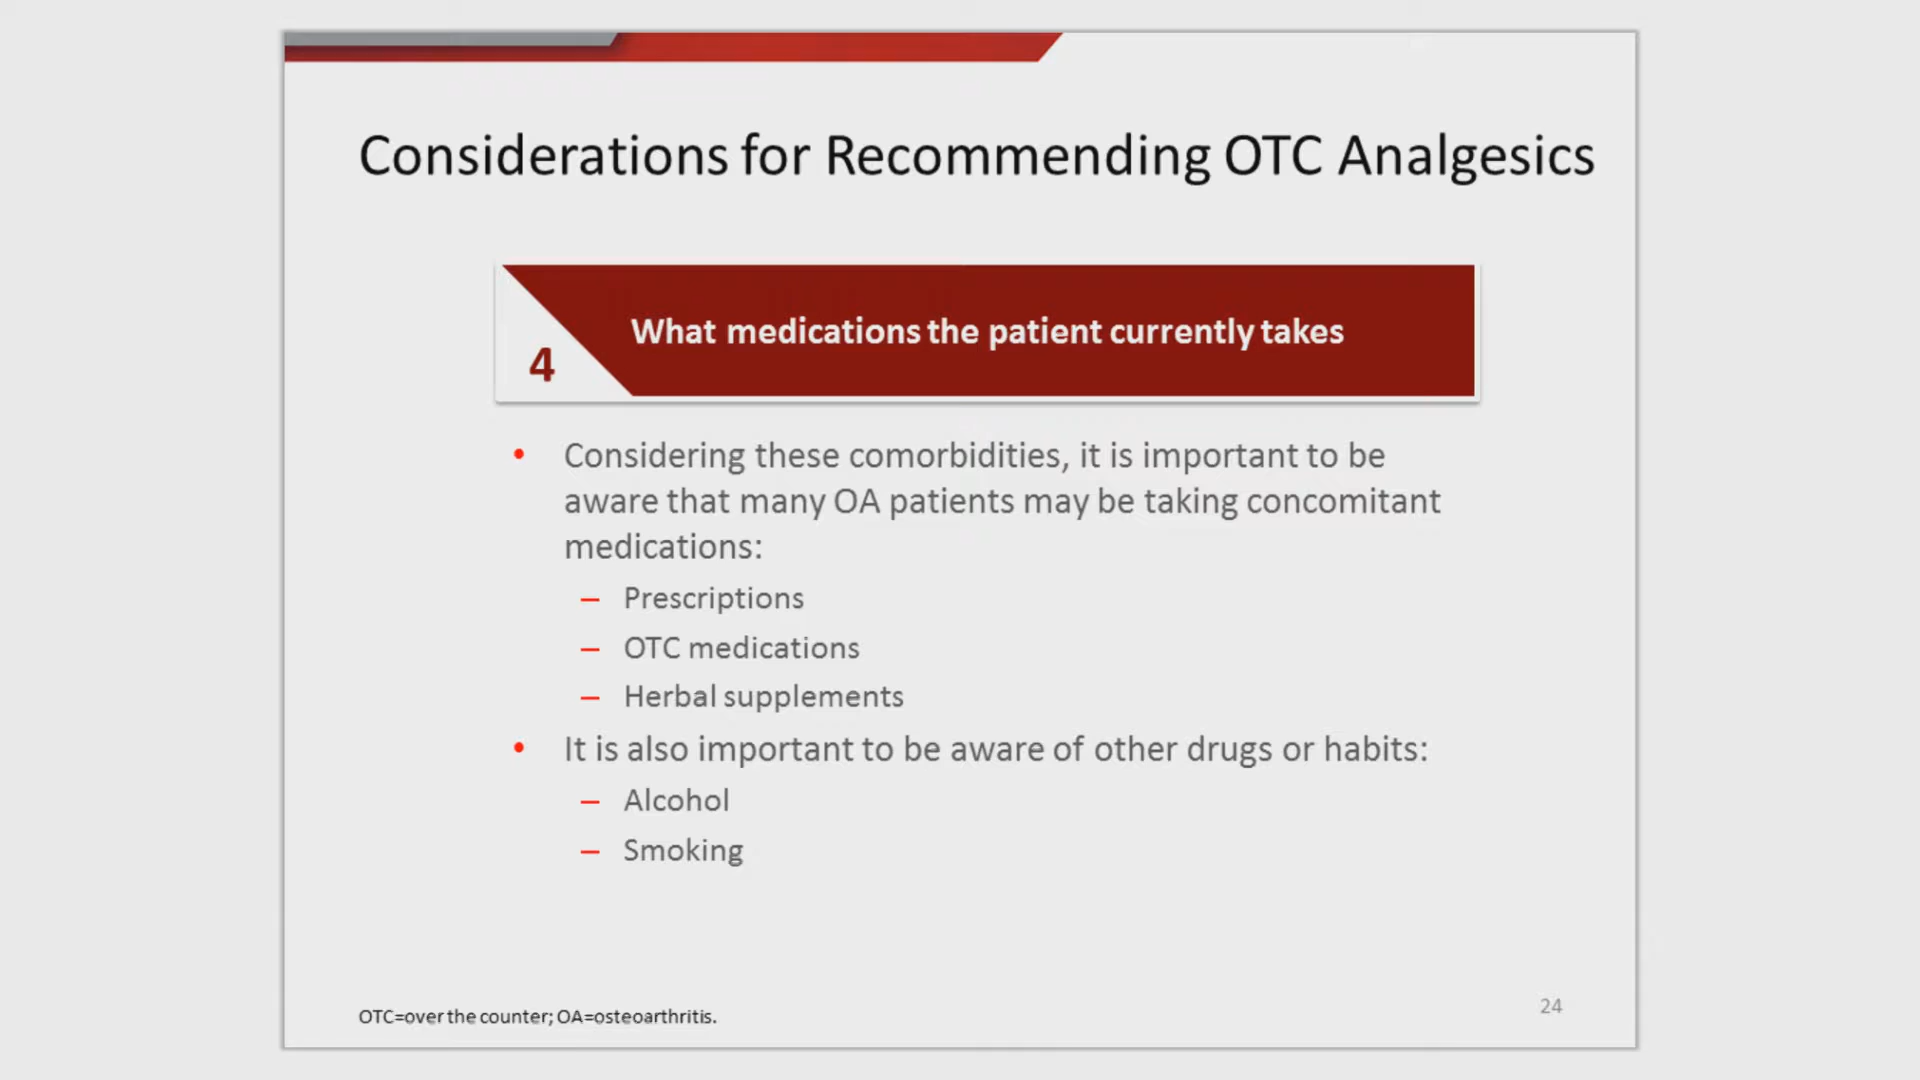 Considerations for Recommending OTC Analgesics
4
What medications the patient currently takes
• Considering these comorbidities, it is important to be
aware that many OA patients may be taking concomitant
medications:
– Prescriptions
– OTC medications
– Herbal supplements
• It is also important to be aware of other drugs or habits:
– Alcohol
– Smoking
OTC=over the counter; OA=osteoarthritis.
24